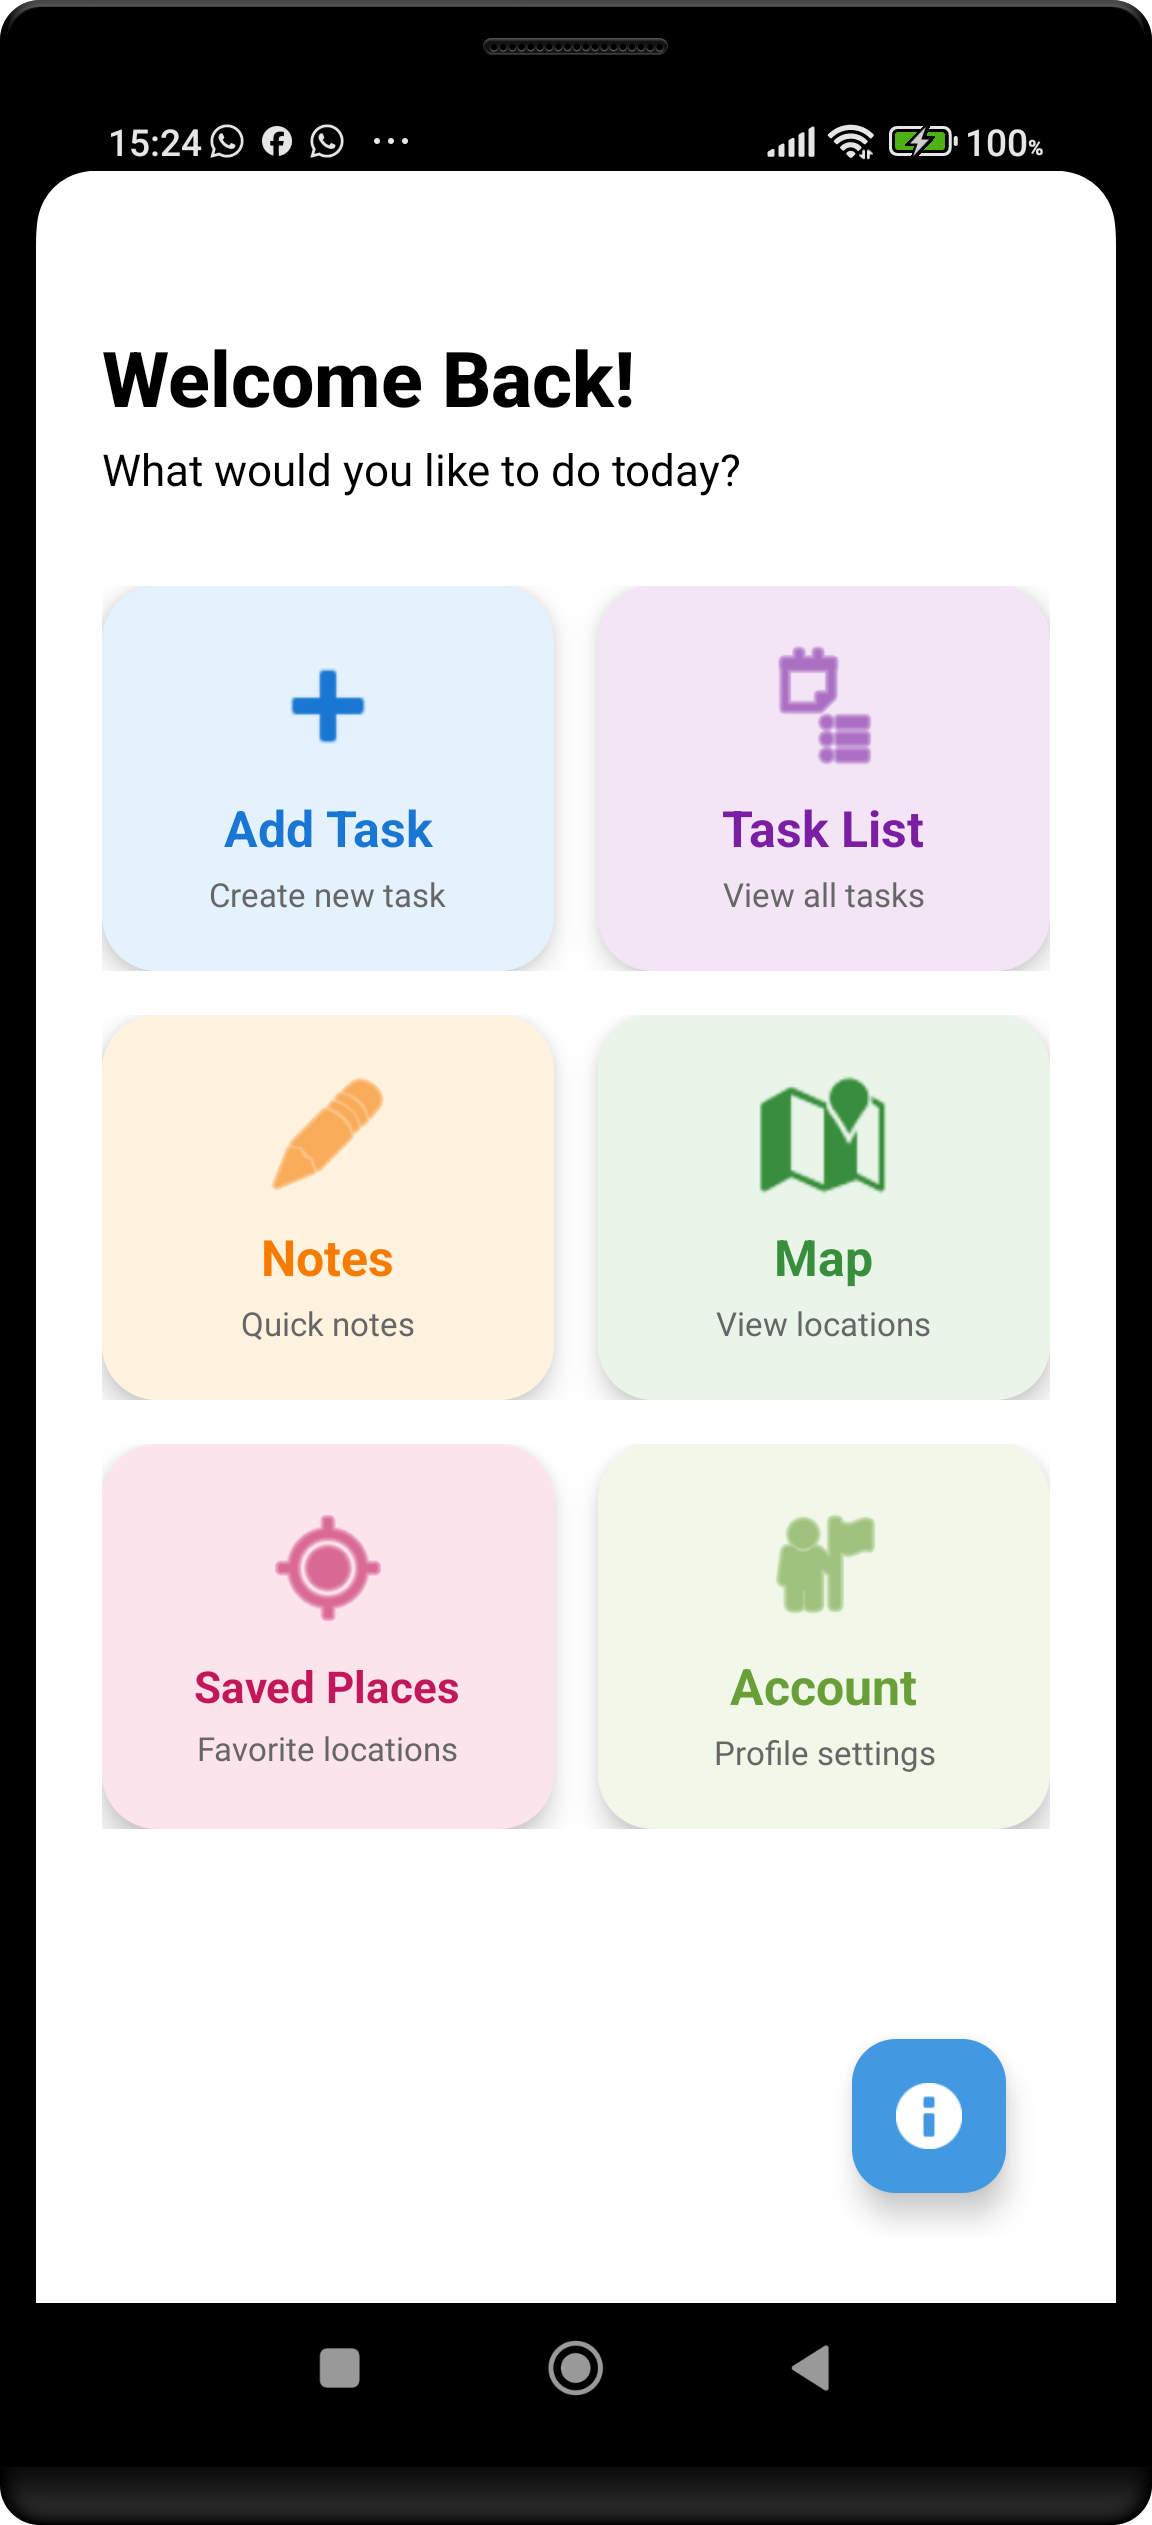 15:24 100%
Welcome Back!
What would you like to do today?
Add Task
Create new task
Task List
View all tasks
Notes
Quick notes
Map
View locations
Saved Places
Favorite locations
Account
Profile settings